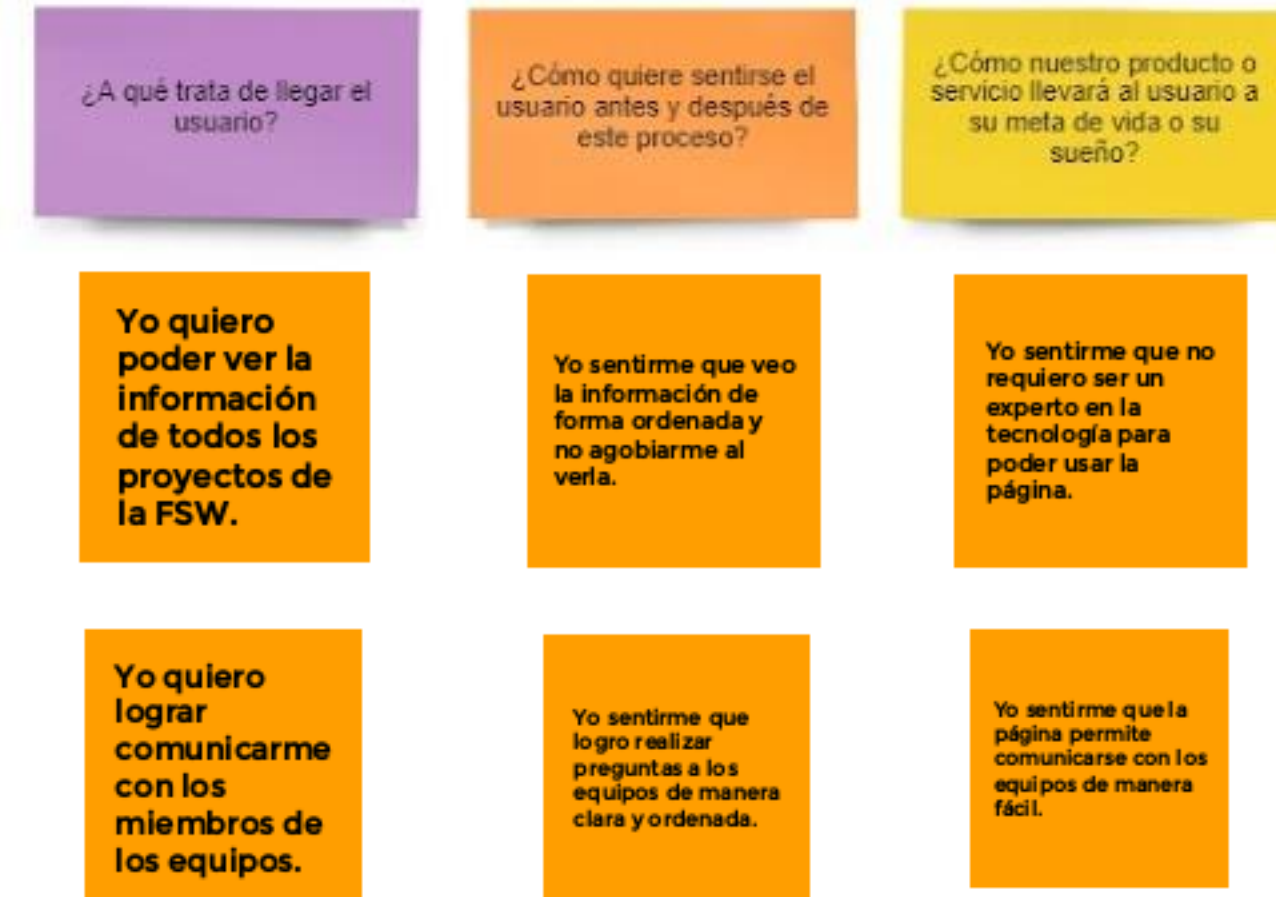 ¿A qué trata de llegar el
usuario?
¿Cómo quiere sentirse el
usuario antes y después de
este proceso?
¿Cómo nuestro producto o
servicio llevará al usuario a
su meta de vida o su
sueño?
Yo quiero
poder ver la
información
de todos los
proyectos de
la FSW.
Yo sentirme que veo
la información de
forma ordenada y
no agobiarme al
verla.
Yo sentirme que no
requiero ser un
experto en la
tecnología para
poder usar la
página.
Yo quiero
lograr
comunicarme
con los
miembros de
los equipos.
Yo sentirme que
logro realizar
preguntas a los
equipos de manera
clara y ordenada.
Yo sentirme que la
página permite
comunicarse con los
equipos de manera
fácil.